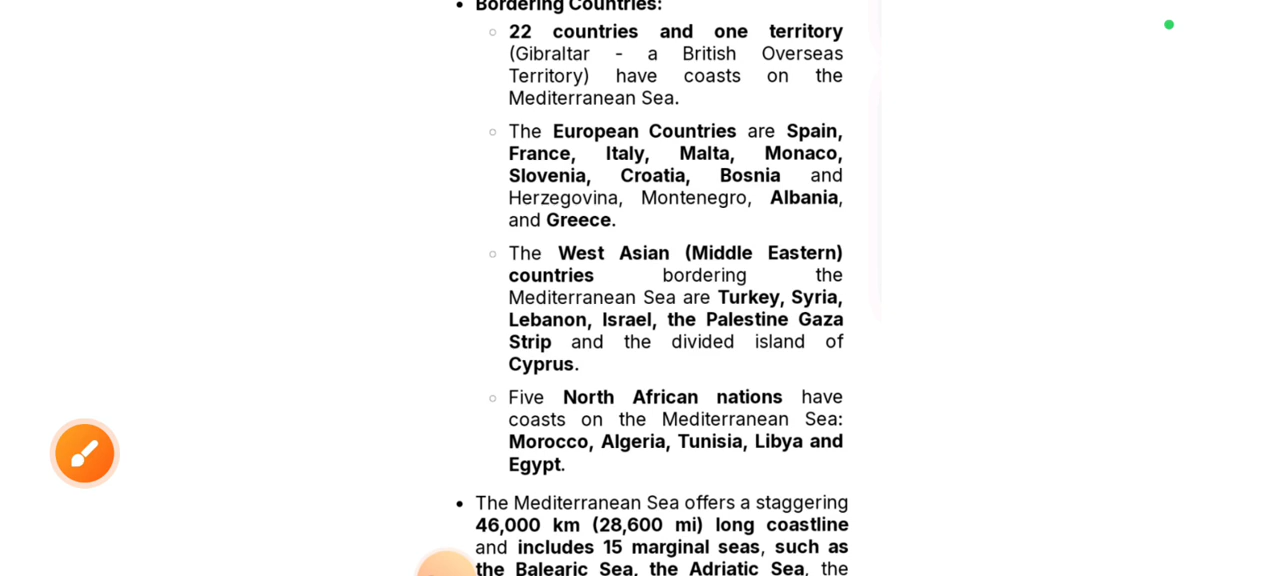 Bordering Countries:
22 countries and one territory
(Gibraltar - a British Overseas
Territory) have coasts on the
Mediterranean Sea.
The European Countries are Spain,
France, Italy, Malta, Monaco,
Slovenia, Croatia, Bosnia and
Herzegovina, Montenegro, Albania,
and Greece.
The West Asian (Middle Eastern)
countries bordering the
Mediterranean Sea are Turkey, Syria,
Lebanon, Israel, the Palestine Gaza
Strip and the divided island of
Cyprus.
Five North African nations have
coasts on the Mediterranean Sea:
Morocco, Algeria, Tunisia, Libya and
Egypt.
The Mediterranean Sea offers a staggering
46,000 km (28,600 mi) long coastline
and includes 15 marginal seas, such as
the Balearic Sea, the Adriatic Sea, the